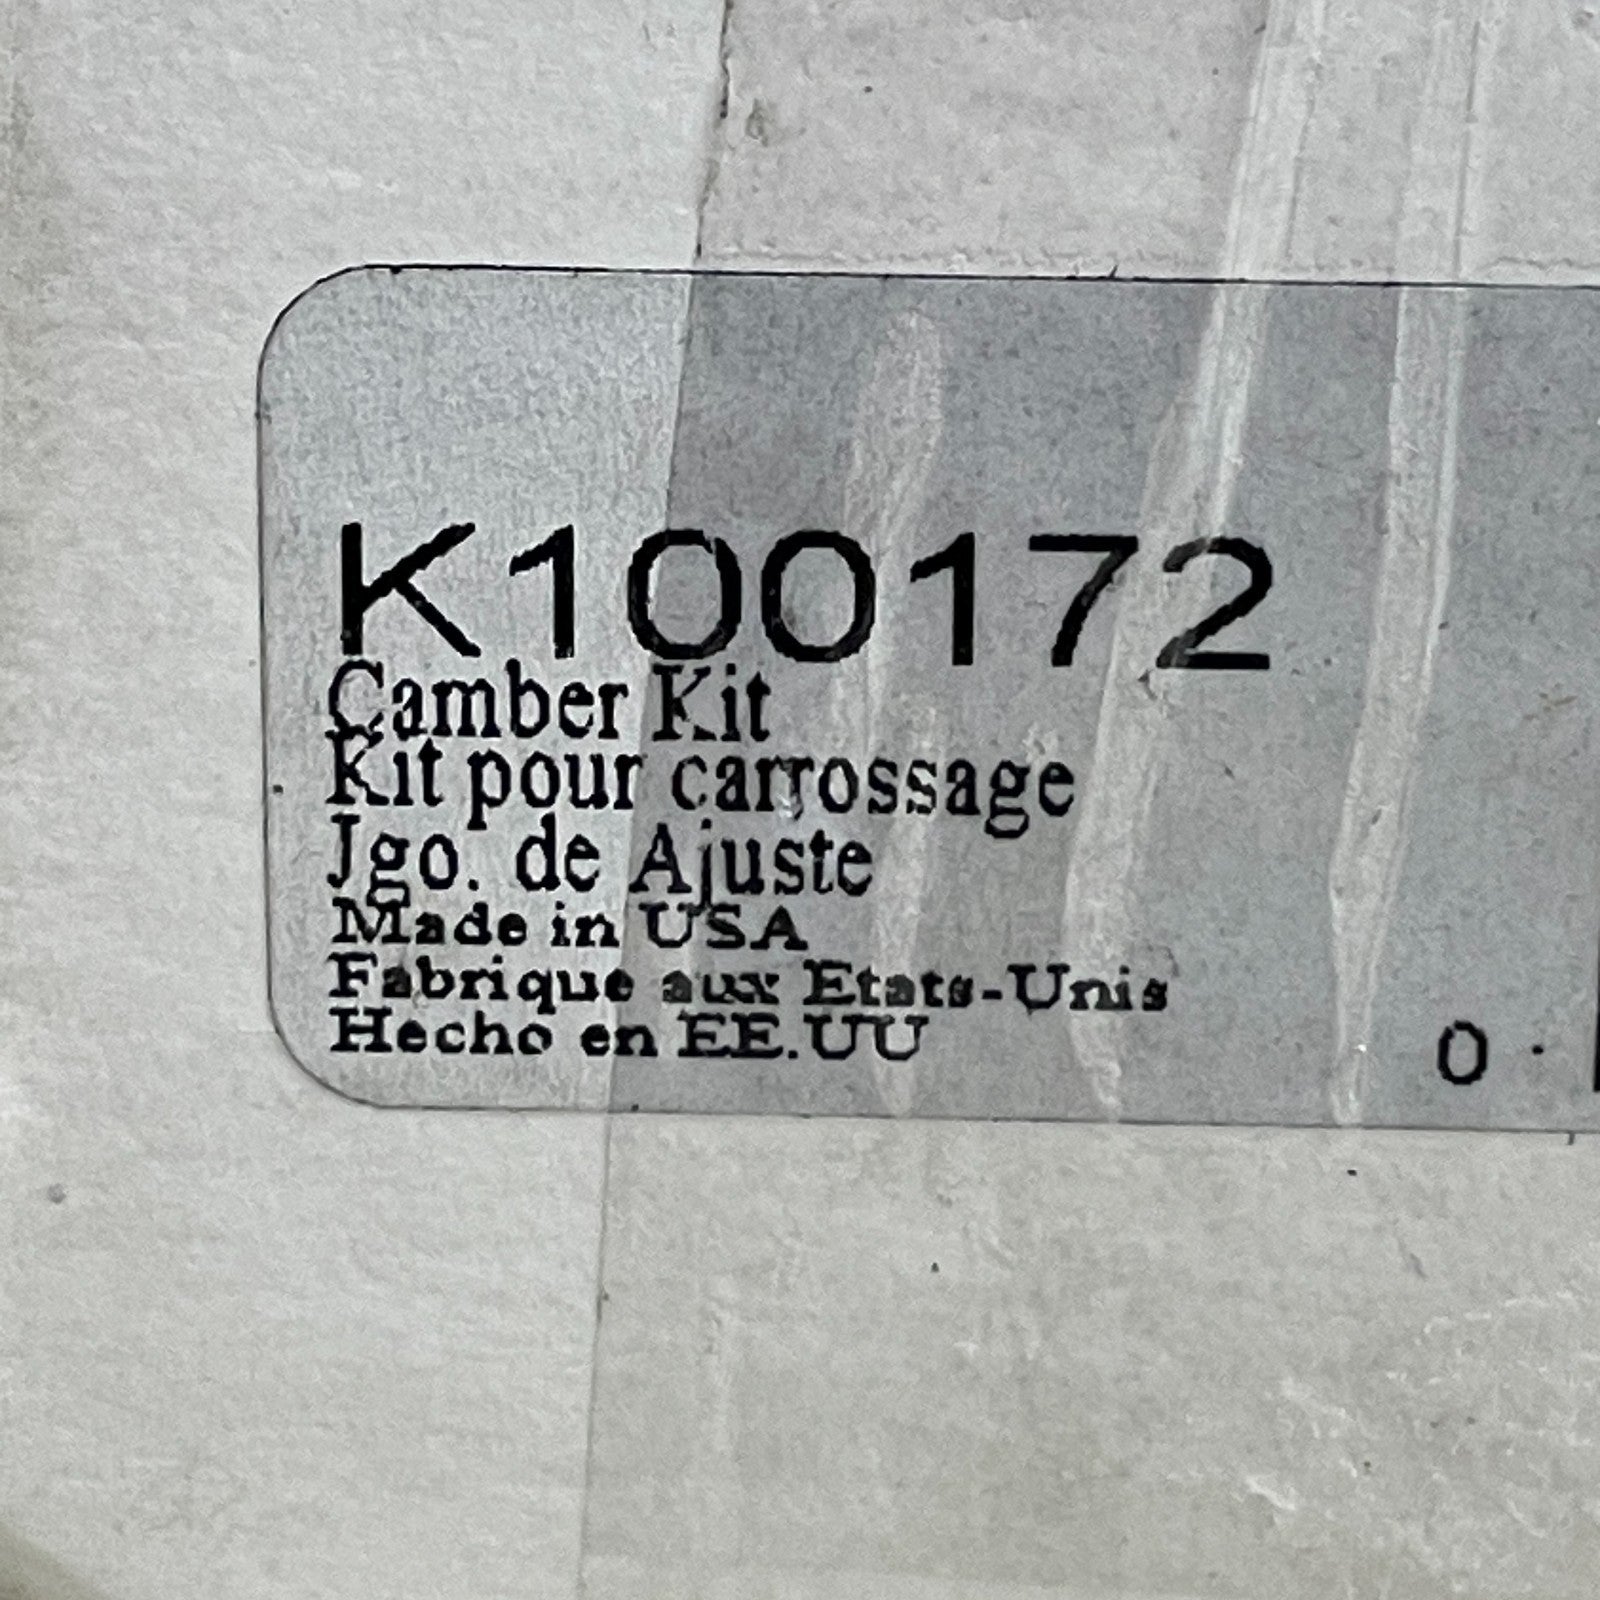 K100172
Camber Kit
Kit pour carrossage
Jgo. de Ajuste
Made in USA
Fabrique aux Etats-Unis
Hecho en EE.UU
0